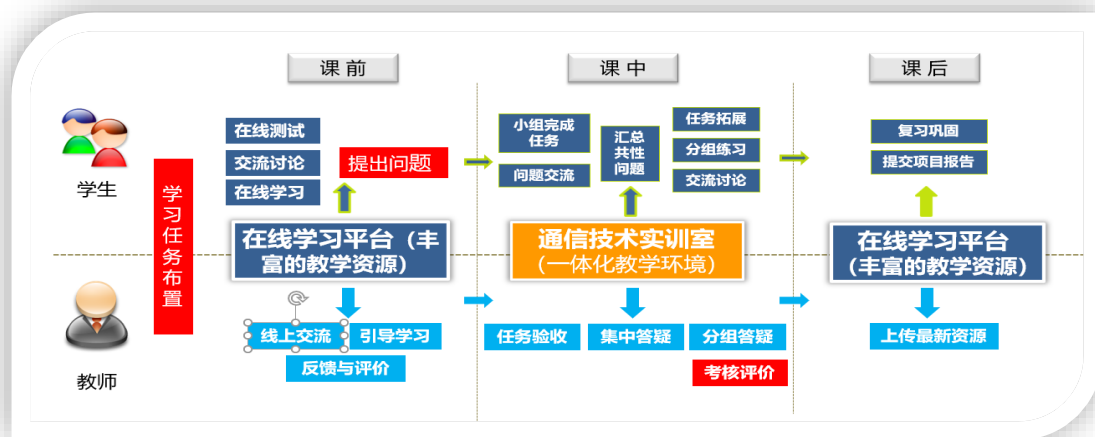 课 前
课 中
课 后
在线测试
交流讨论
在线学习
提出问题
小组完成
任务
问题交流
汇总
共性
问题
任务拓展
分组练习
交流讨论
复习巩固
提交项目报告
学生
学习任务布置
在线学习平台（丰
富的教学资源）
通信技术实训室
（一体化教学环境）
在线学习平台
（丰富的教学资源）
线上交流
引导学习
反馈与评价
任务验收
集中答疑
分组答疑
考核评价
上传最新资源
教师